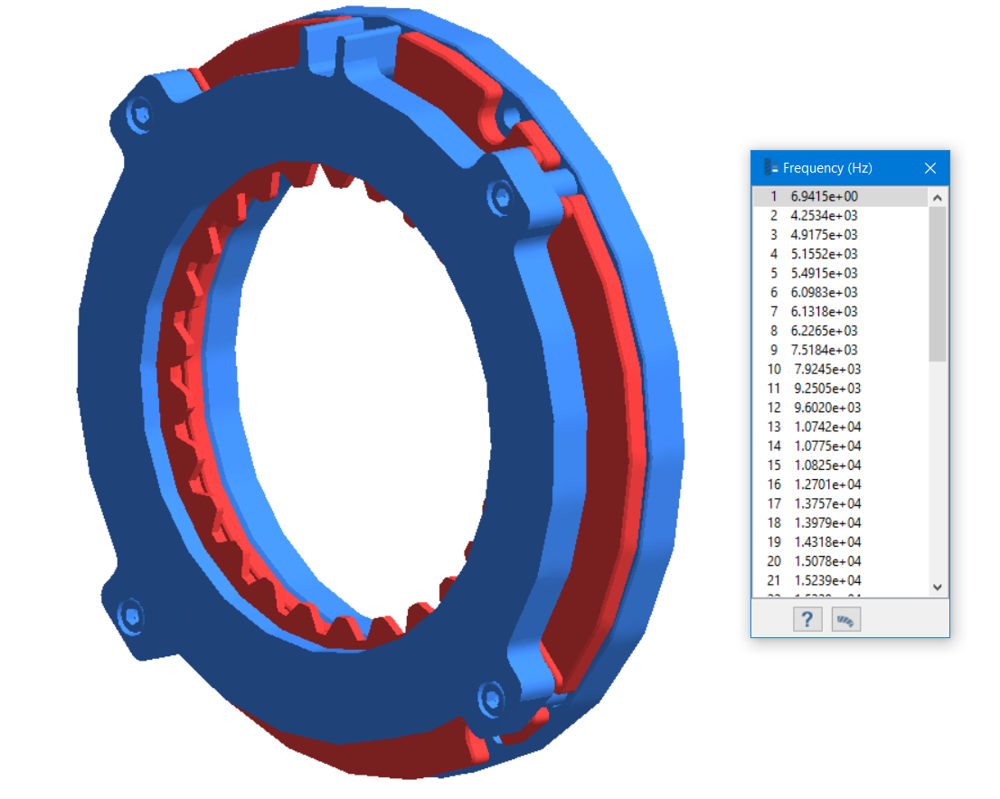 Frequency (Hz)
1 6.9415e+00
2 4.2534e+03
3 4.9175e+03
4 5.1552e+03
5 5.4915e+03
6 6.0983e+03
7 6.1318e+03
8 6.2265e+03
9 7.5184e+03
10 7.9245e+03
11 9.2505e+03
12 9.6020e+03
13 1.0742e+04
14 1.0775e+04
15 1.0825e+04
16 1.2701e+04
17 1.3757e+04
18 1.3979e+04
19 1.4318e+04
20 1.5078e+04
21 1.5239e+04
?